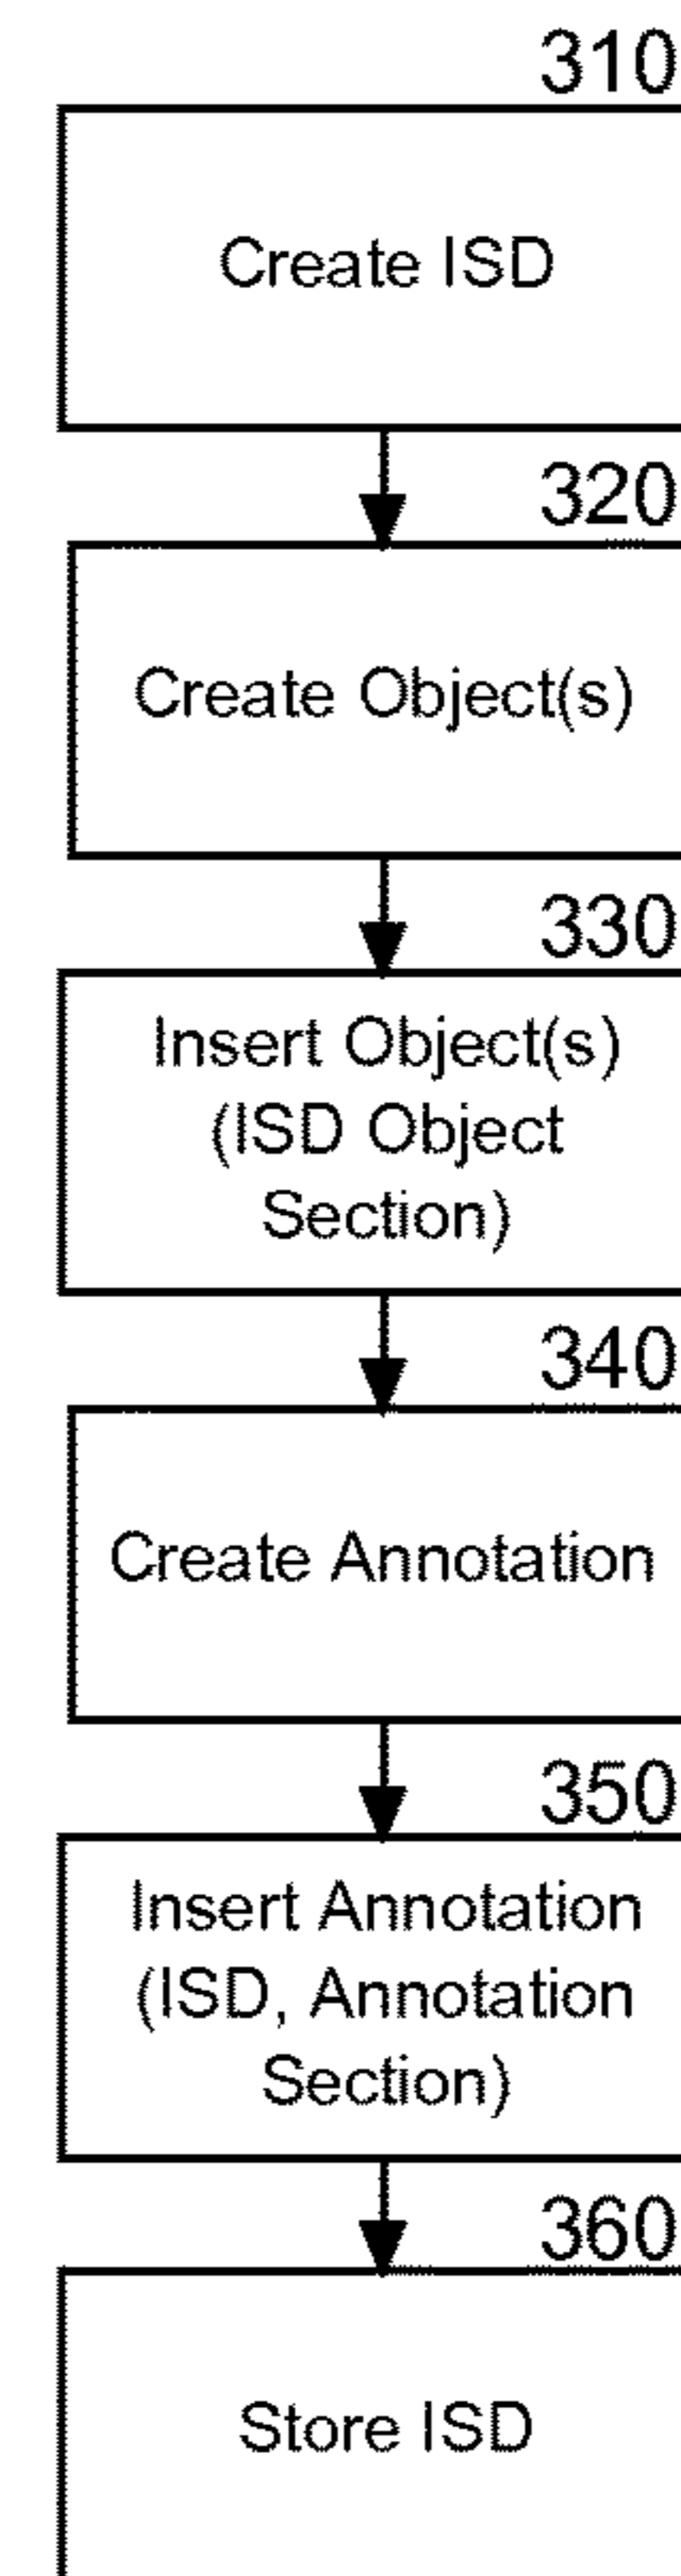 310
Create ISD
320
Create Object(s)
330
Insert Object(s)
(ISD Object
Section)
340
Create Annotation
350
Insert Annotation
(ISD, Annotation
Section)
360
Store ISD